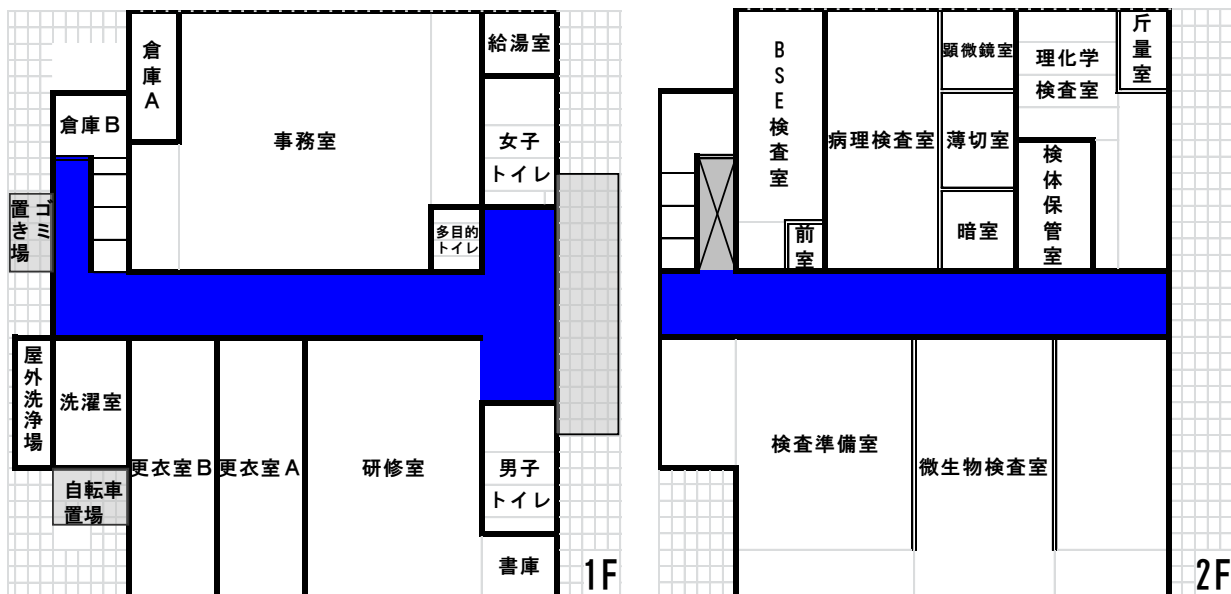 倉庫A
給湯室
倉庫B
事務室
女子
トイレ
多目的
トイレ
ゴミ
置き場
屋外洗浄場
洗濯室
更衣室B
更衣室A
研修室
男子
トイレ
自転車
置場
書庫
1F
BSE検査室
顕微鏡室
理化学
検査室
斤量室
病理検査室
薄切室
検体保管室
前室
暗室
検査準備室
微生物検査室
2F